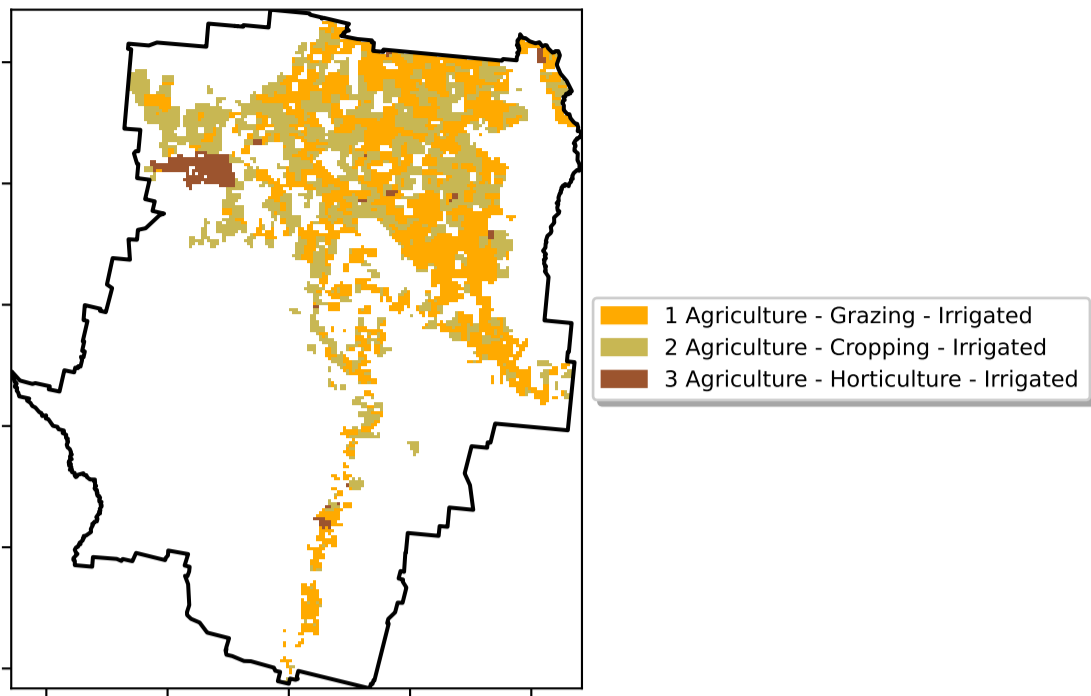 1 Agriculture - Grazing - Irrigated
2 Agriculture - Cropping - Irrigated
3 Agriculture - Horticulture - Irrigated